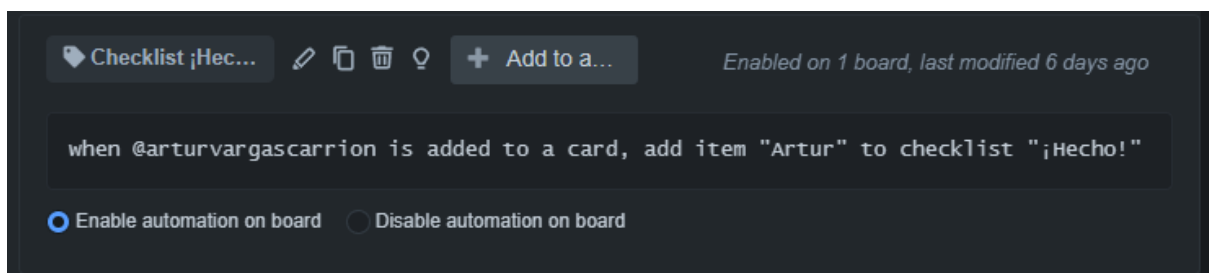 Checklist ¡Hec...
Add to a...
Enabled on 1 board, last modified 6 days ago
when @arturvargascarrion is added to a card, add item "Artur" to checklist "¡Hecho!"
Enable automation on board
Disable automation on board